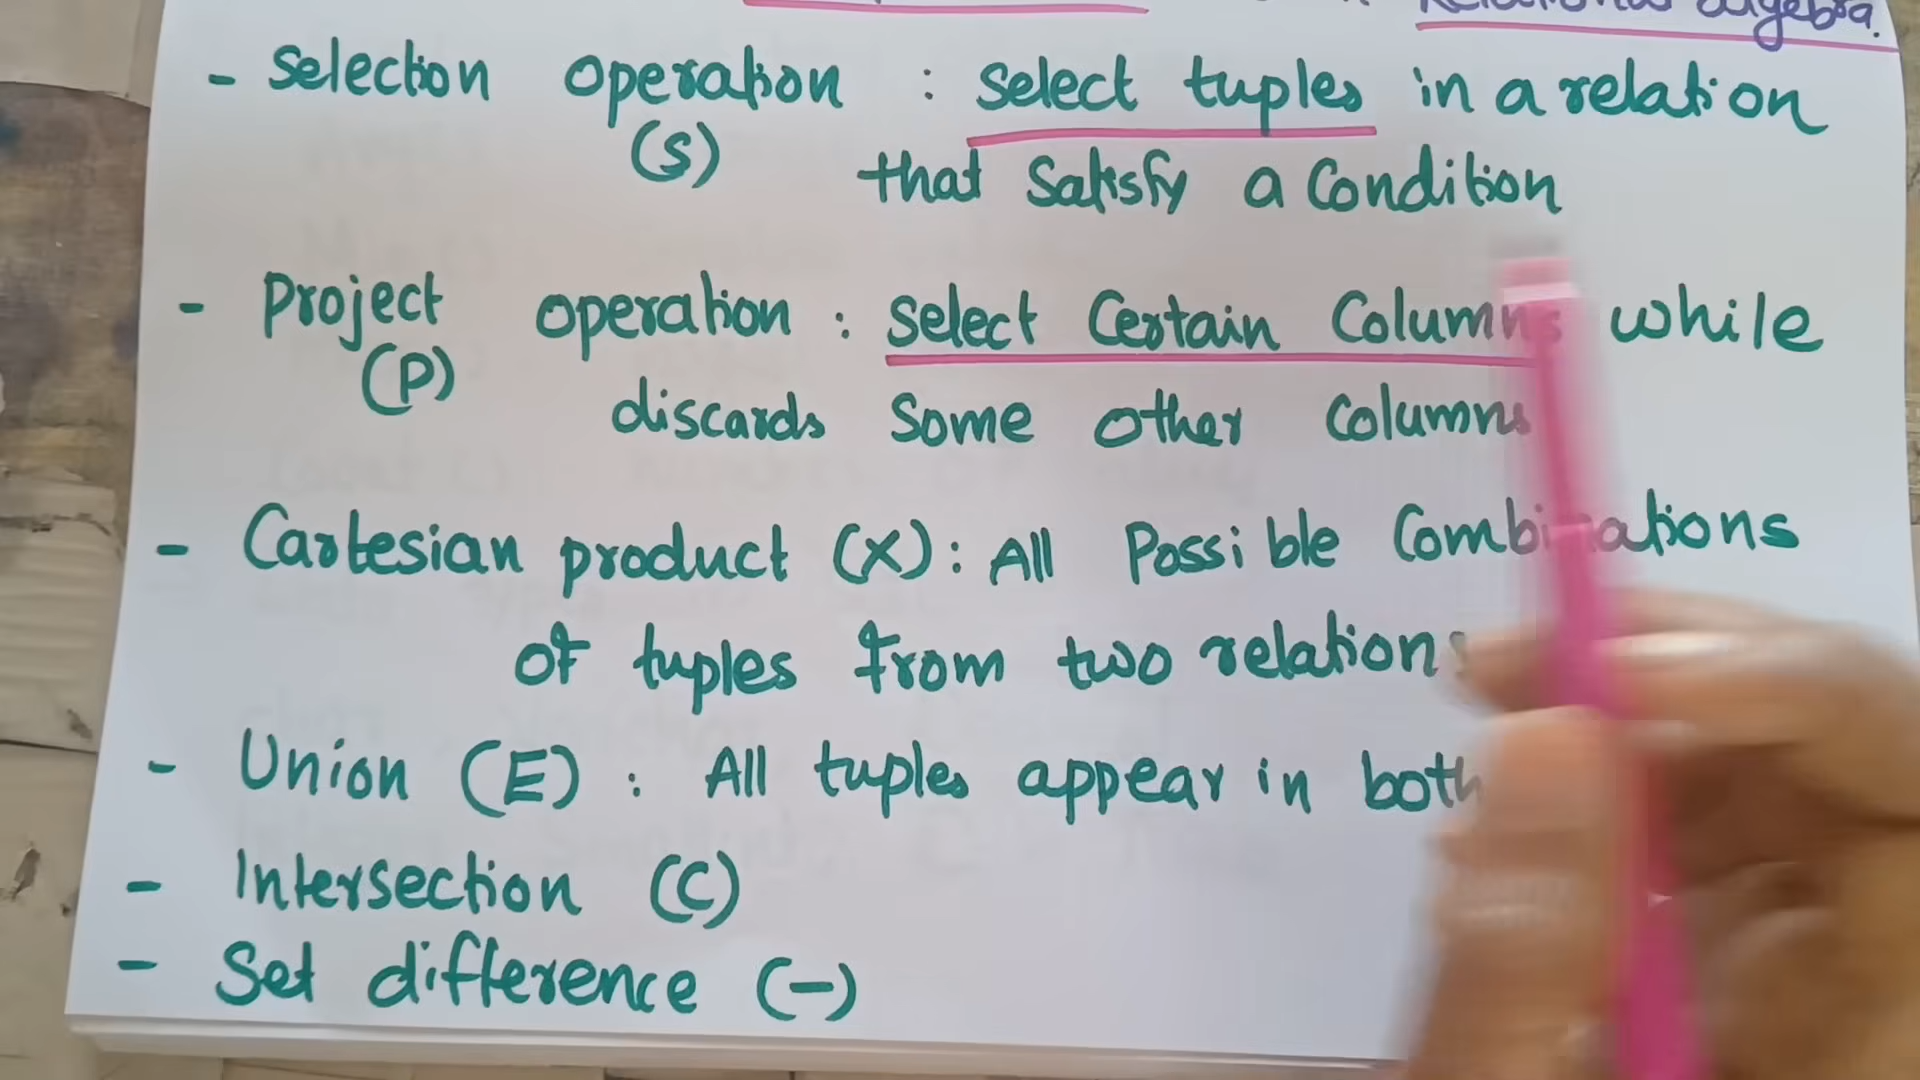 Relational algebra.
- Selection operation : Select tuples in a relation
(S) that satisfy a condition
- Project operation : Select Certain Columns while
(P) discards some other columns
- Cartesian product (X) : All Possible Combinations
of tuples from two relations
- Union (E) : All tuples appear in both
- Intersection (C)
- Set difference (-)